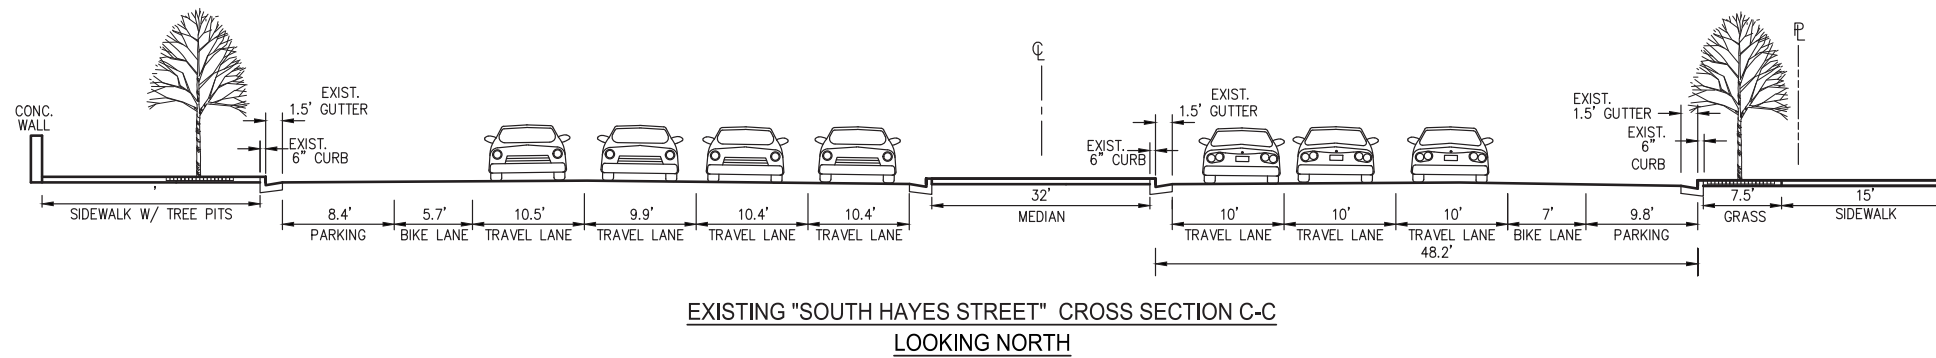 CONC.
WALL
EXIST.
1.5' GUTTER
EXIST.
6" CURB
℄
EXIST.
6" CURB
EXIST.
1.5' GUTTER
EXIST.
1.5' GUTTER
EXIST.
6"
CURB
PL
'
SIDEWALK W/ TREE PITS
8.4'
PARKING
5.7'
BIKE LANE
10.5'
TRAVEL LANE
9.9'
TRAVEL LANE
10.4'
TRAVEL LANE
10.4'
TRAVEL LANE
32'
MEDIAN
10'
TRAVEL LANE
10'
TRAVEL LANE
10'
TRAVEL LANE
7'
BIKE LANE
9.8'
PARKING
7.5'
GRASS
15'
SIDEWALK
48.2'
EXISTING "SOUTH HAYES STREET" CROSS SECTION C-C
LOOKING NORTH